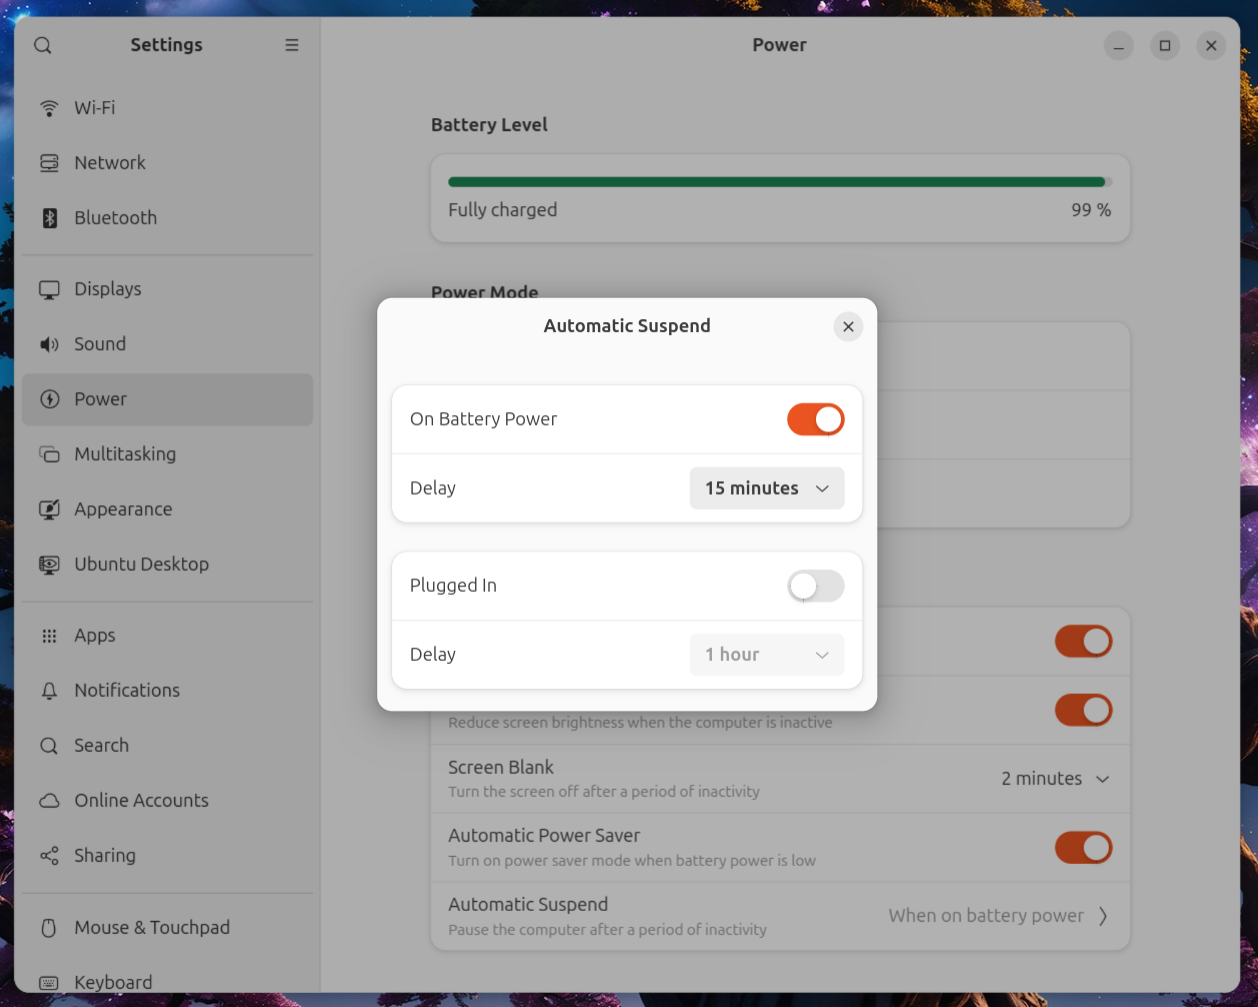 Settings
Power
Wi-Fi
Network
Bluetooth
Displays
Sound
Power
Multitasking
Appearance
Ubuntu Desktop
Apps
Notifications
Search
Online Accounts
Sharing
Mouse & Touchpad
Keyboard
Battery Level
Fully charged 99 %
Power Mode
Automatic Suspend
On Battery Power
Delay 15 minutes
Plugged In
Delay 1 hour
Reduce screen brightness when the computer is inactive
Screen Blank
Turn the screen off after a period of inactivity
2 minutes
Automatic Power Saver
Turn on power saver mode when battery power is low
Automatic Suspend
Pause the computer after a period of inactivity
When on battery power